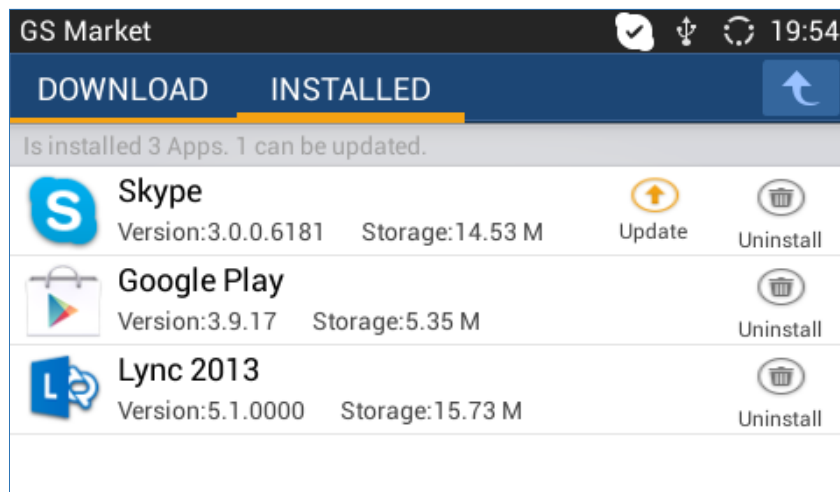 GS Market 19:54
DOWNLOAD INSTALLED
Is installed 3 Apps. 1 can be updated.
S Skype
Version:3.0.0.6181 Storage:14.53 M Update Uninstall
Google Play
Version:3.9.17 Storage:5.35 M Uninstall
L Lync 2013
Version:5.1.0000 Storage:15.73 M Uninstall